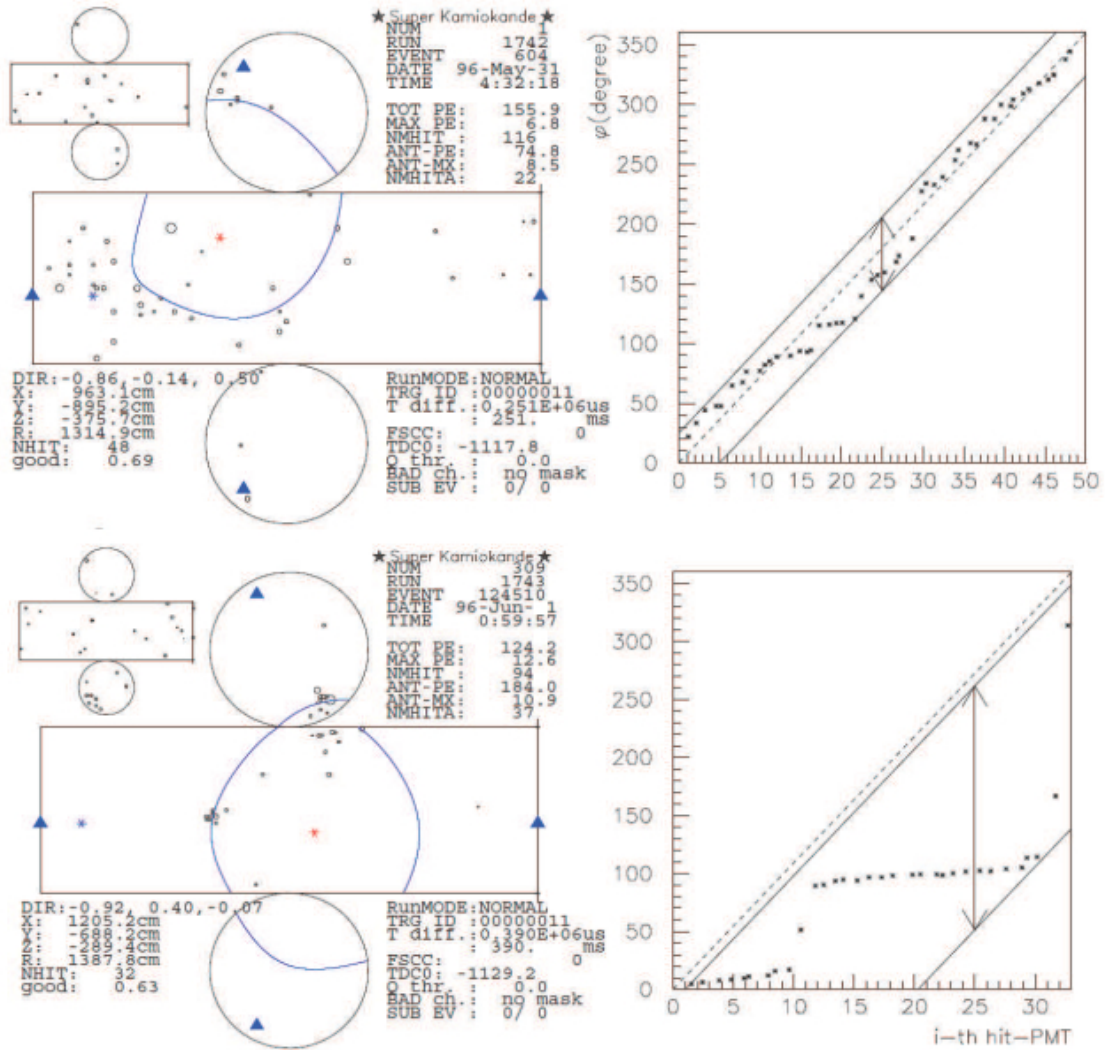 ★ Super Kamiokande ★
NUM 1
RUN 1742
EVENT 604
DATE 96-May-31
TIME 4:32:18
TOT PE: 155.9
MAX PE: 6.8
NMHIT : 116
ANT-PE: 74.8
ANT-MX: 8.5
NMHITA: 22
DIR:-0.86,-0.14, 0.50
X: 963.1cm
Y: -895.2cm
Z: -375.7cm
R: 1314.9cm
NHIT: 48
good: 0.69
RunMODE:NORMAL
TRG ID :00000011
T diff.:0.251E+06us
: 251. ms
FSCC: 0
TDC0: -1117.8
Q thr. : 0.0
BAD ch.: no mask
SUB EV : 0/ 0
φ(degree)
350
300
250
200
150
100
50
0
0 5 10 15 20 25 30 35 40 45 50
★ Super Kamiokande ★
NUM 309
RUN 1743
EVENT 124510
DATE 96-Jun- 1
TIME 0:59:57
TOT PE: 124.2
MAX PE: 12.6
NMHIT : 94
ANT-PE: 184.0
ANT-MX: 10.9
NMHITA: 37
DIR:-0.92, 0.40,-0.07
X: 1205.2cm
Y: -688.2cm
Z: -289.4cm
R: 1387.8cm
NHIT: 32
good: 0.63
RunMODE:NORMAL
TRG ID :00000011
T diff.:0.390E+06us
: 390. ms
FSCC: 0
TDC0: -1129.2
Q thr. : 0.0
BAD ch.: no mask
SUB EV : 0/ 0
350
300
250
200
150
100
50
0
0 5 10 15 20 25 30
i-th hit-PMT